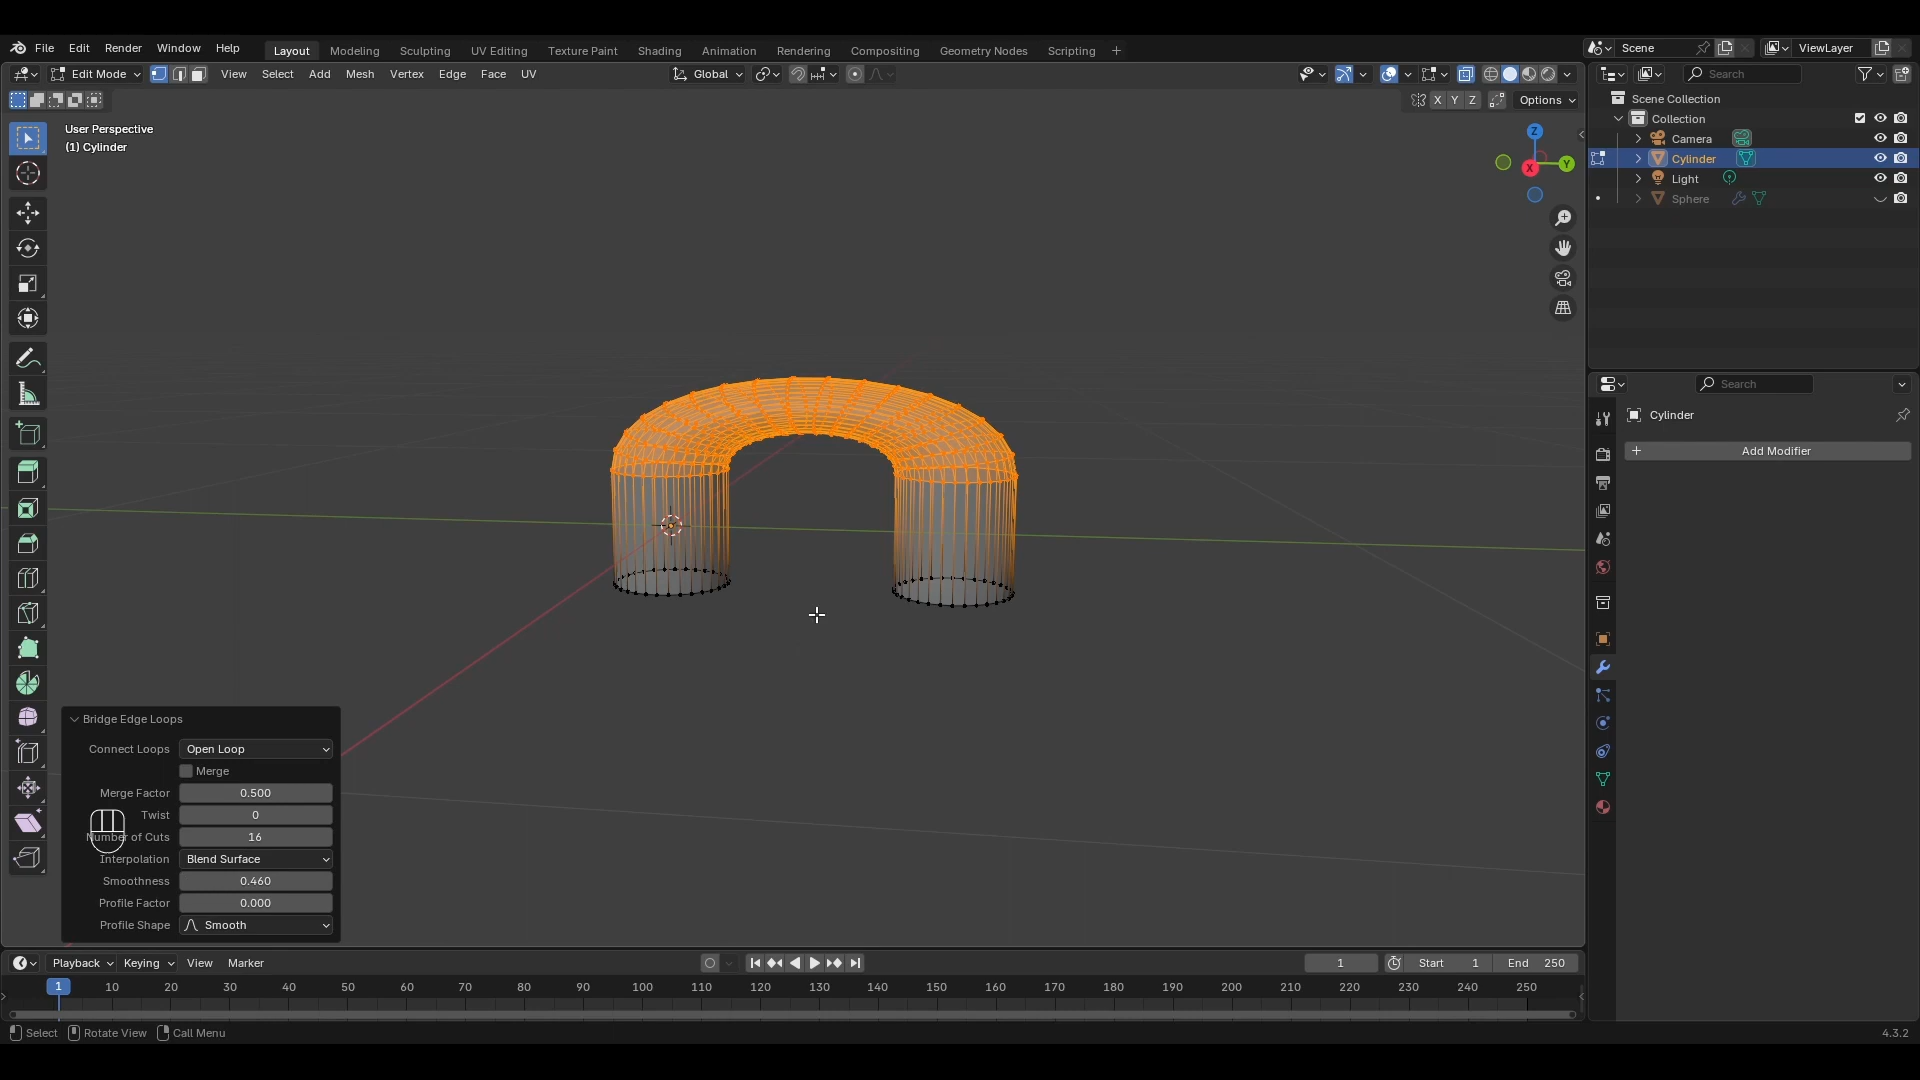 File Edit Render Window Help Layout Modeling Sculpting UV Editing Texture Paint Shading Animation Rendering Compositing Geometry Nodes Scripting + Scene ViewLayer
Edit Mode View Select Add Mesh Vertex Edge Face UV Global Search
X Y Z Options
User Perspective
(1) Cylinder
Z
Y
X
Scene Collection
Collection
Camera
Cylinder
Light
Sphere
Search
Cylinder
+ Add Modifier
Bridge Edge Loops
Connect Loops Open Loop
Merge
Merge Factor 0.500
Twist 0
Number of Cuts 16
Interpolation Blend Surface
Smoothness 0.460
Profile Factor 0.000
Profile Shape Smooth
Playback Keying View Marker 1 Start 1 End 250
1 10 20 30 40 50 60 70 80 90 100 110 120 130 140 150 160 170 180 190 200 210 220 230 240 250
Select Rotate View Call Menu 4.3.2